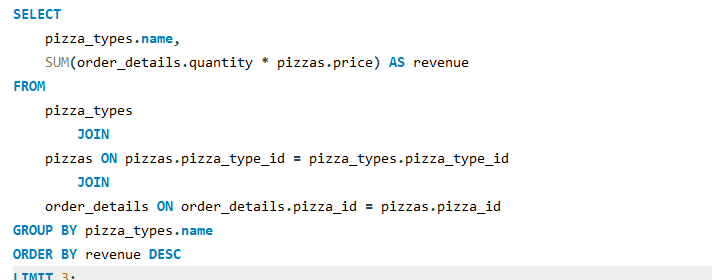 SELECT
pizza_types.name,
SUM(order_details.quantity * pizzas.price) AS revenue
FROM
pizza_types
JOIN
pizzas ON pizzas.pizza_type_id = pizza_types.pizza_type_id
JOIN
order_details ON order_details.pizza_id = pizzas.pizza_id
GROUP BY pizza_types.name
ORDER BY revenue DESC
LIMIT 3;